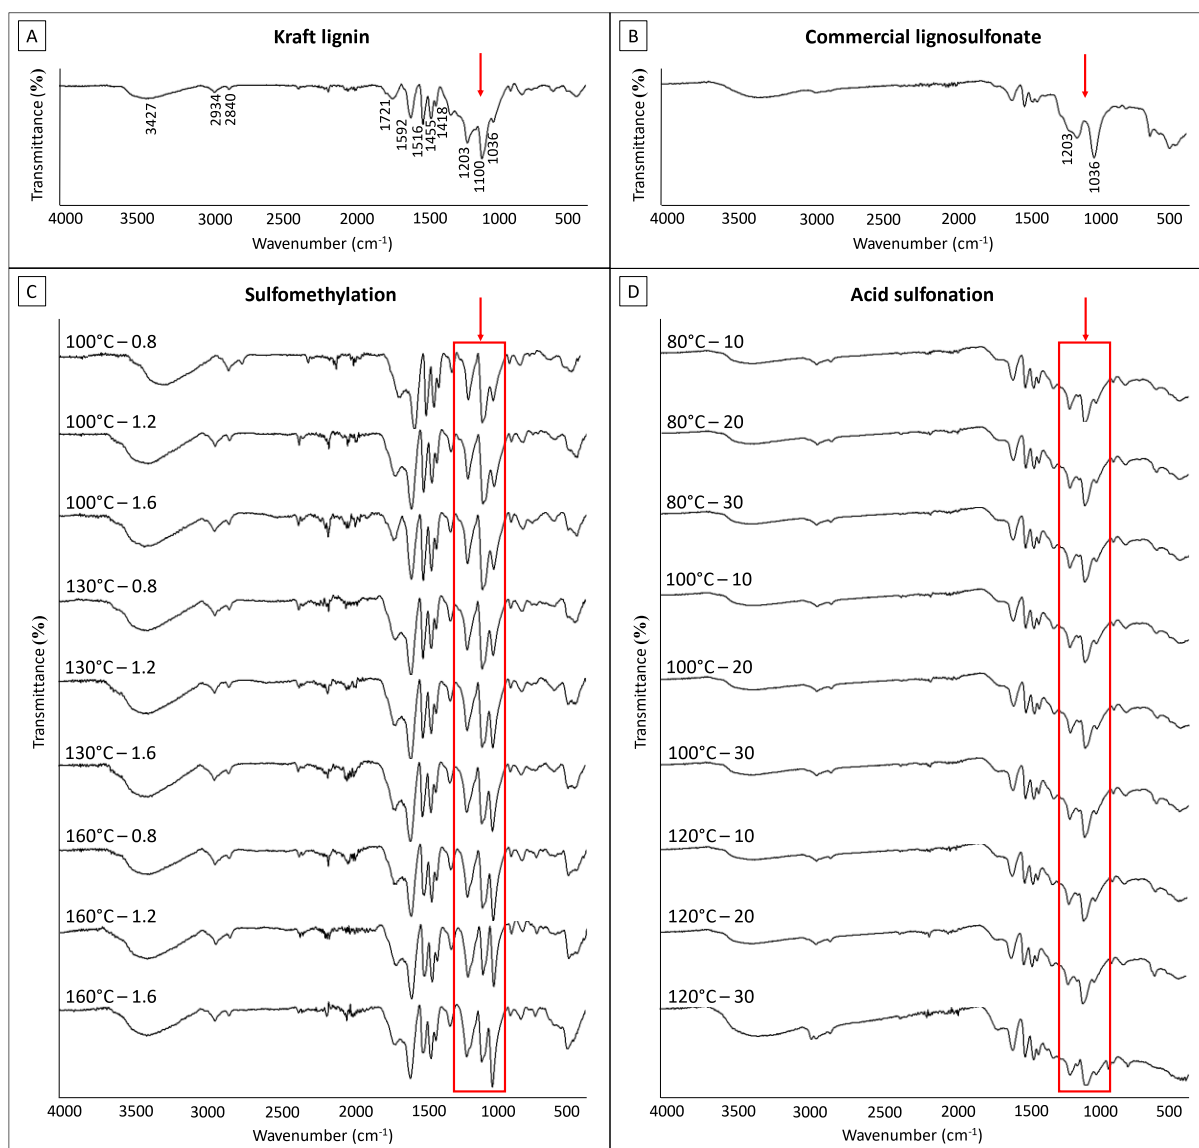 A
Kraft lignin
Transmittance (%)
3427
2934
2840
1721
1592
1516
1455
1418
1203
1100
1036
4000 3500 3000 2500 2000 1500 1000 500
Wavenumber (cm-1)
B
Commercial lignosulfonate
Transmittance (%)
1203
1036
4000 3500 3000 2500 2000 1500 1000 500
Wavenumber (cm-1)
C
Sulfomethylation
Transmittance (%)
100°C – 0.8
100°C – 1.2
100°C – 1.6
130°C – 0.8
130°C – 1.2
130°C – 1.6
160°C – 0.8
160°C – 1.2
160°C – 1.6
4000 3500 3000 2500 2000 1500 1000 500
Wavenumber (cm-1)
D
Acid sulfonation
Transmittance (%)
80°C – 10
80°C – 20
80°C – 30
100°C – 10
100°C – 20
100°C – 30
120°C – 10
120°C – 20
120°C – 30
4000 3500 3000 2500 2000 1500 1000 500
Wavenumber (cm-1)